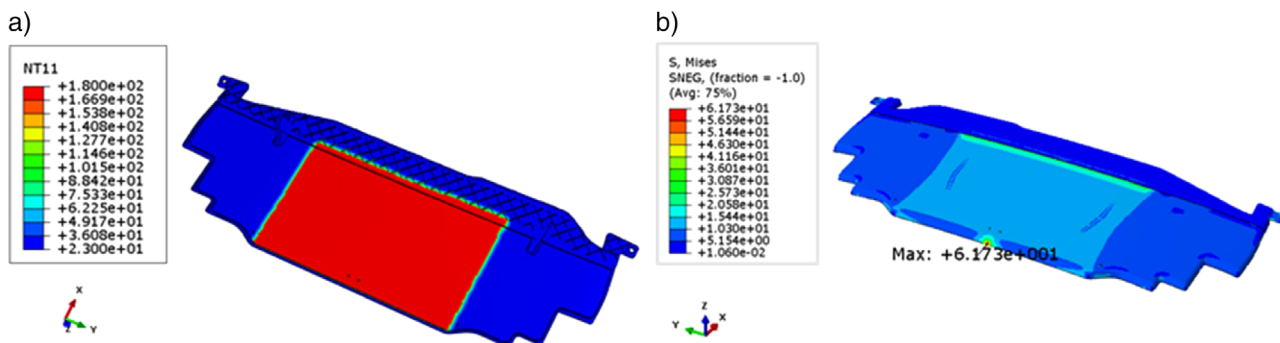 a)
NT11
+1.800e+02
+1.669e+02
+1.538e+02
+1.408e+02
+1.277e+02
+1.146e+02
+1.015e+02
+8.842e+01
+7.533e+01
+6.225e+01
+4.917e+01
+3.608e+01
+2.300e+01
X
Z
Y
b)
S, Mises
SNEG, (fraction = -1.0)
(Avg: 75%)
+6.173e+01
+5.659e+01
+5.144e+01
+4.630e+01
+4.116e+01
+3.601e+01
+3.087e+01
+2.573e+01
+2.058e+01
+1.544e+01
+1.030e+01
+5.154e+00
+1.060e-02
Max: +6.173e+001
Z
Y
X